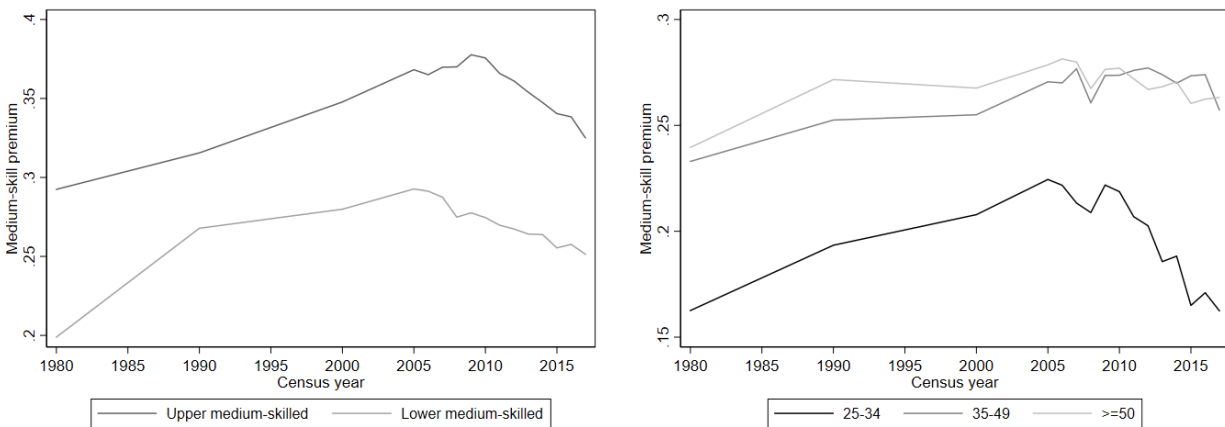 Medium-skill premium
.4
.35
.3
.25
.2
1980 1985 1990 1995 2000 2005 2010 2015
Census year
Upper medium-skilled Lower medium-skilled
Medium-skill premium
.3
.25
.2
.15
1980 1985 1990 1995 2000 2005 2010 2015
Census year
25-34 35-49 >=50